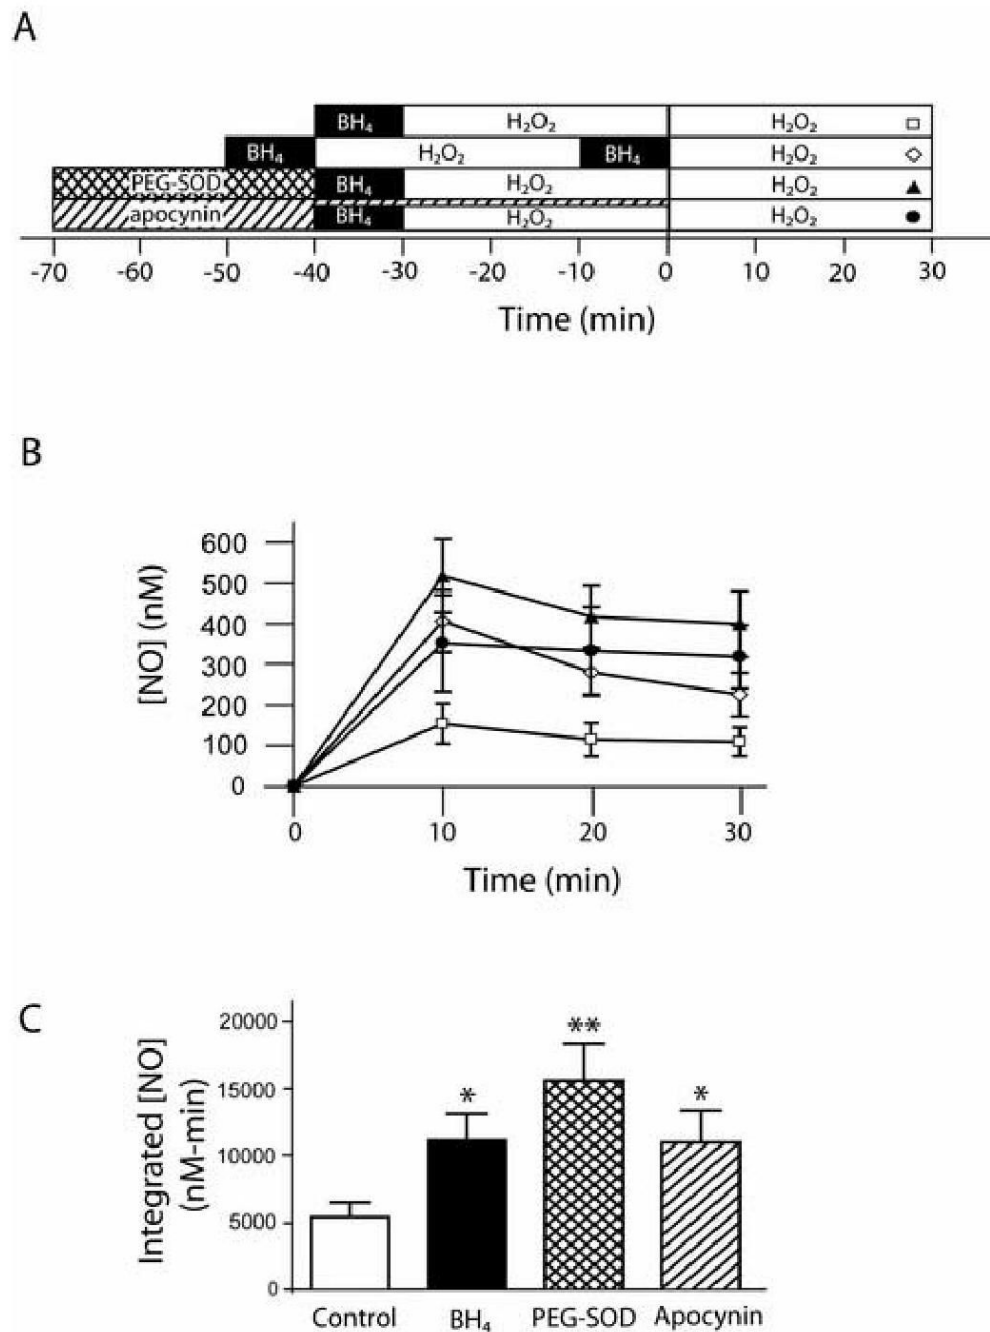 A
BH₄ H₂O₂ H₂O₂
BH₄ H₂O₂ BH₄ H₂O₂
PEG-SOD BH₄ H₂O₂ H₂O₂
apocynin BH₄ H₂O₂ H₂O₂
-70 -60 -50 -40 -30 -20 -10 0 10 20 30
Time (min)
B
[NO] (nM)
600
500
400
300
200
100
0
0 10 20 30
Time (min)
C
Integrated [NO]
(nM-min)
20000
15000
10000
5000
0
* ** *
Control BH₄ PEG-SOD Apocynin